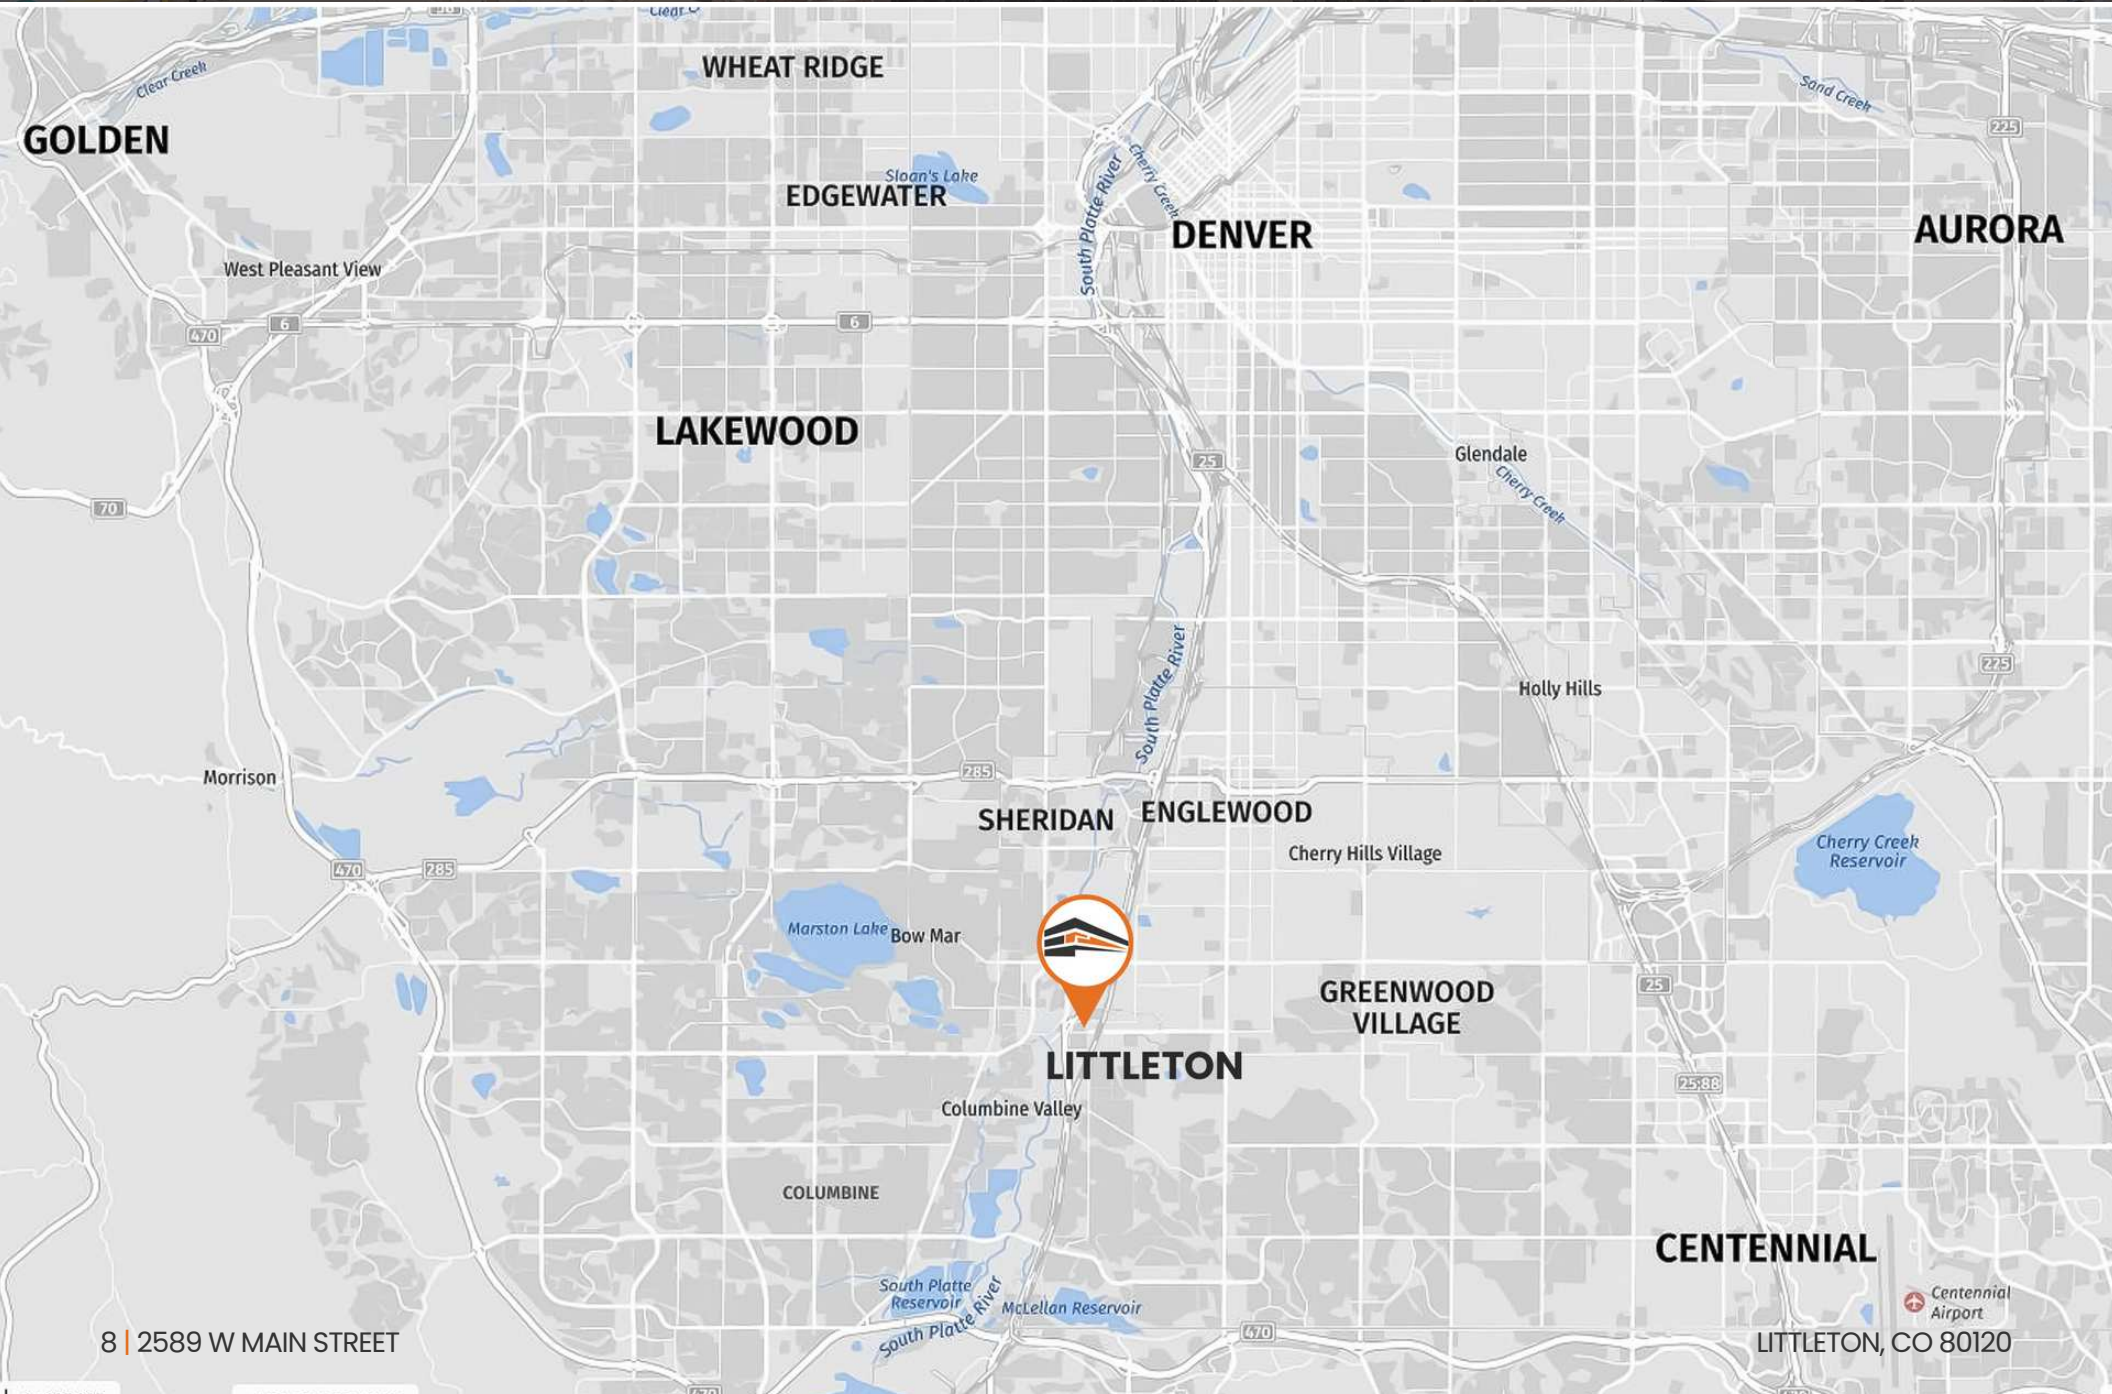 Clear Creek
WHEAT RIDGE
Sand Creek
225
GOLDEN
Sloan's Lake
EDGEWATER
South Platte River
Cherry Creek
DENVER
AURORA
West Pleasant View
470
6
6
LAKEWOOD
25
Glendale
Cherry Creek
70
South Platte River
225
Holly Hills
Morrison
285
SHERIDAN
ENGLEWOOD
Cherry Hills Village
Cherry Creek
Reservoir
470
285
Marston Lake
Bow Mar
GREENWOOD
VILLAGE
25
LITTLETON
25:88
Columbine Valley
COLUMBINE
CENTENNIAL
South Platte
Reservoir
South Platte River
McLellan Reservoir
Centennial
Airport
470
8 | 2589 W MAIN STREET
LITTLETON, CO 80120